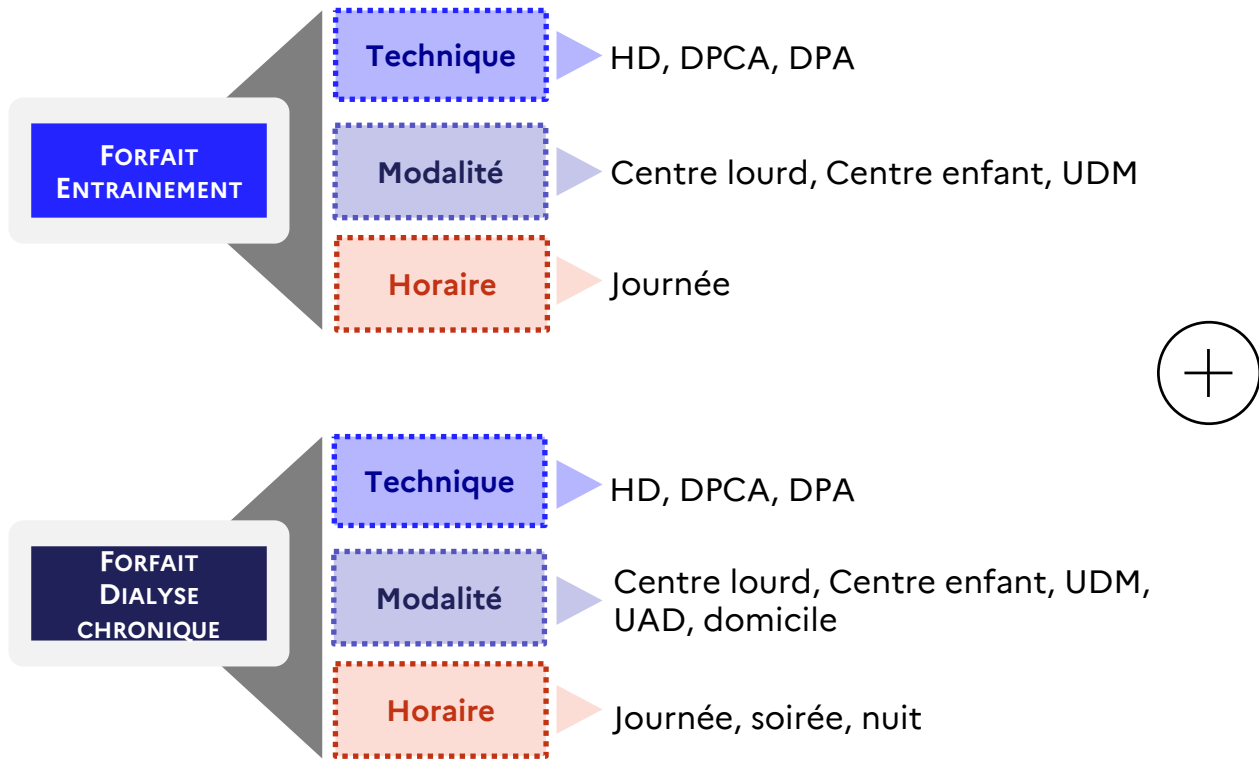 FORFAIT
ENTRAINEMENT
Technique
HD, DPCA, DPA
Modalité
Centre lourd, Centre enfant, UDM
Horaire
Journée
FORFAIT
DIALYSE
CHRONIQUE
Technique
HD, DPCA, DPA
Modalité
Centre lourd, Centre enfant, UDM,
UAD, domicile
Horaire
Journée, soirée, nuit